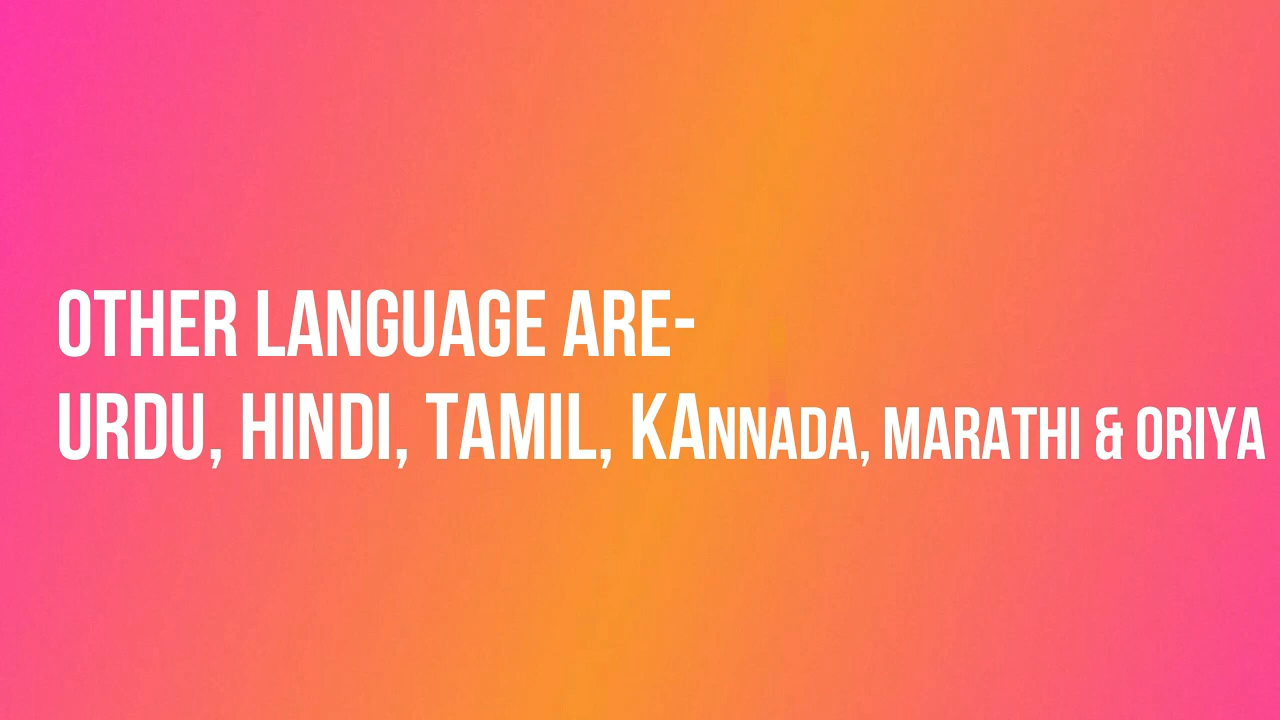 OTHER LANGUAGE ARE-
URDU, HINDI, TAMIL, KANNADA, MARATHI & ORIYA